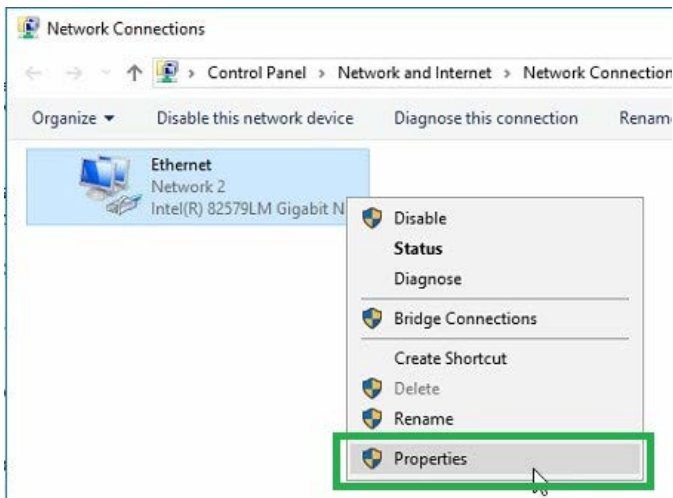 Network Connections
Control Panel > Network and Internet > Network Connection
Organize Disable this network device Diagnose this connection Renam
Ethernet
Network 2
Intel(R) 82579LM Gigabit N
Disable
Status
Diagnose
Bridge Connections
Create Shortcut
Delete
Rename
Properties